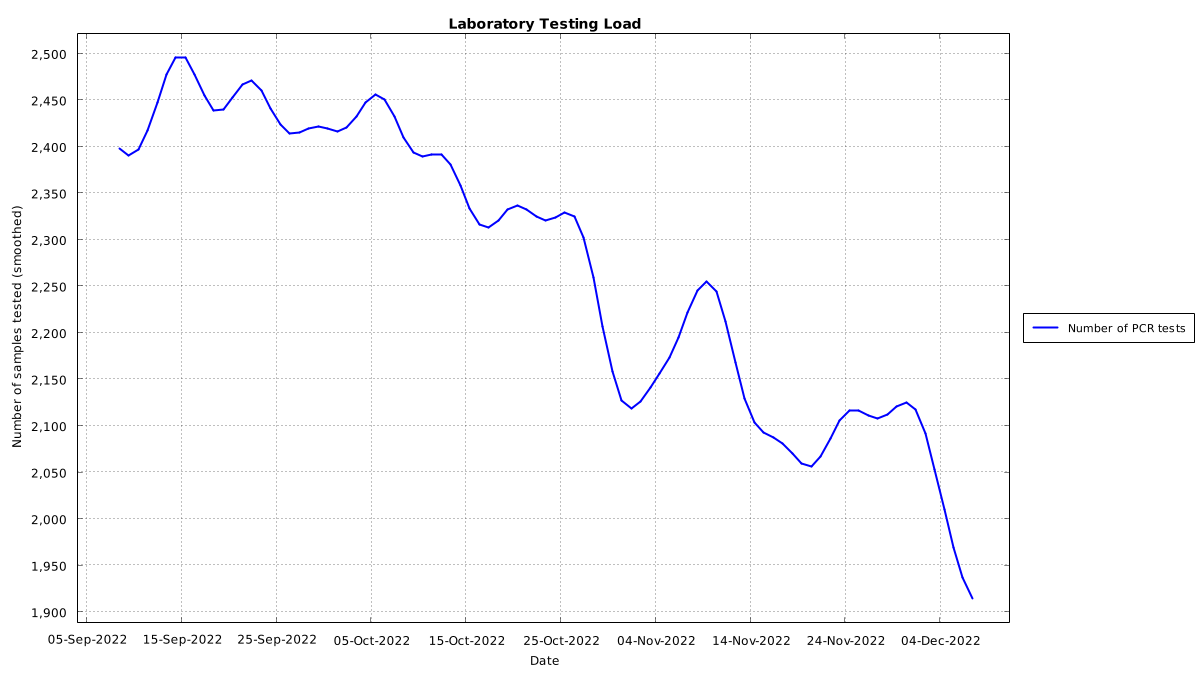 Laboratory Testing Load
Number of samples tested (smoothed)
2,500
2,450
2,400
2,350
2,300
2,250
2,200
2,150
2,100
2,050
2,000
1,950
1,900
05-Sep-2022 15-Sep-2022 25-Sep-2022 05-Oct-2022 15-Oct-2022 25-Oct-2022 04-Nov-2022 14-Nov-2022 24-Nov-2022 04-Dec-2022
Date
Number of PCR tests